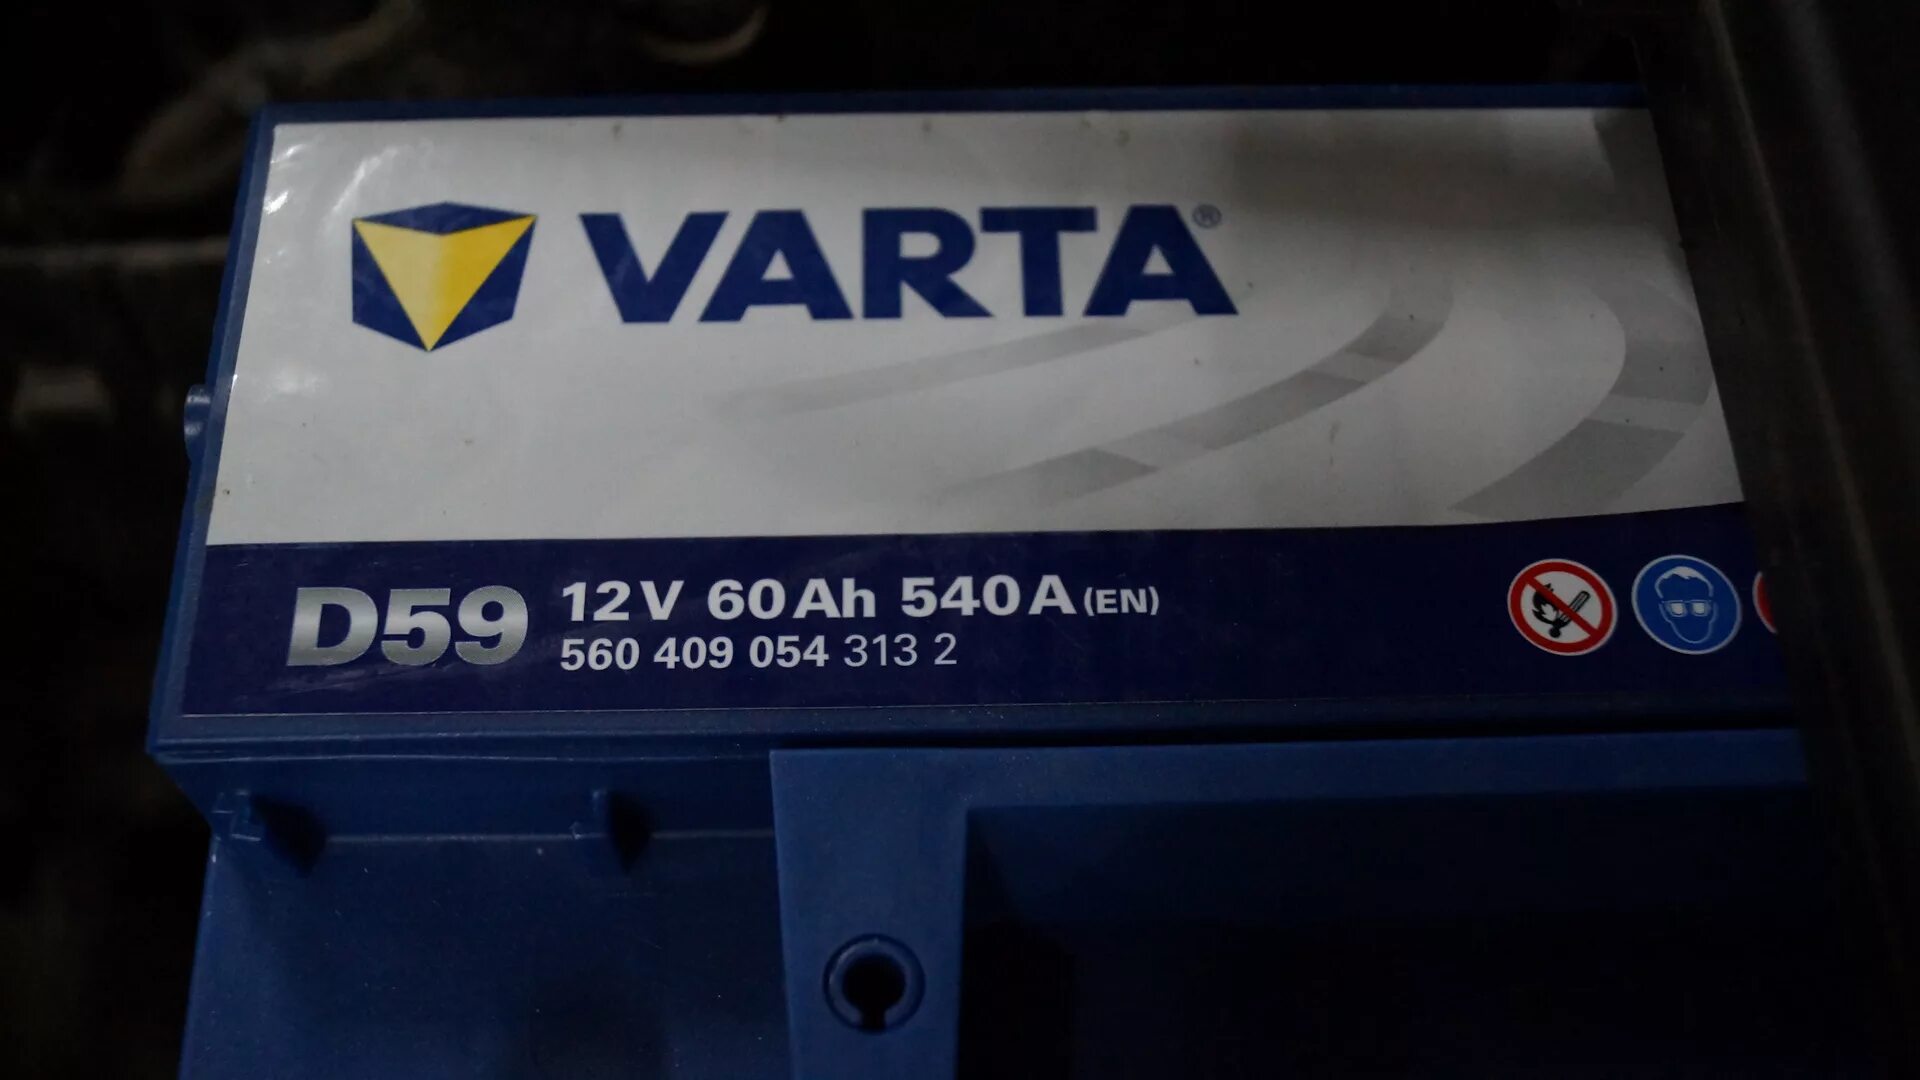 VARTA®
D59 12V 60Ah 540A (EN)
560 409 054 313 2